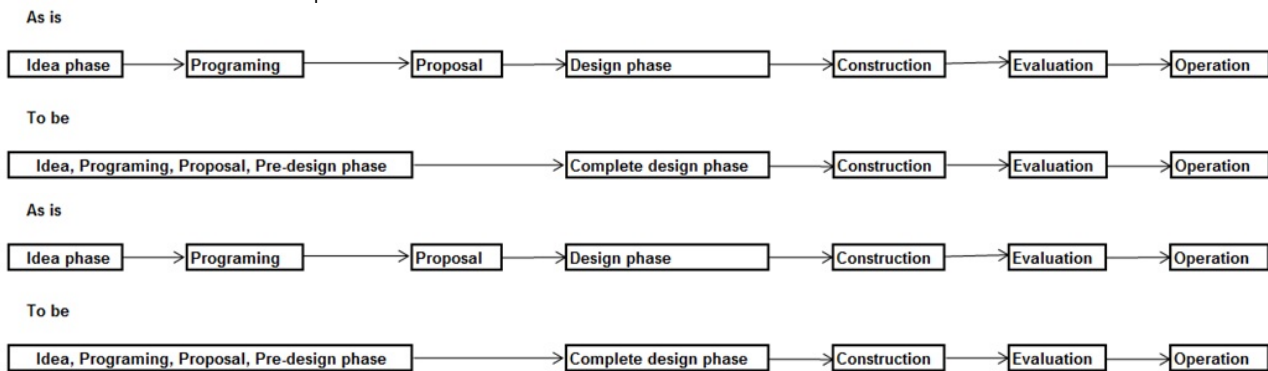 As is
Idea phase Programing Proposal Design phase Construction Evaluation Operation
To be
Idea, Programing, Proposal, Pre-design phase Complete design phase Construction Evaluation Operation
As is
Idea phase Programing Proposal Design phase Construction Evaluation Operation
To be
Idea, Programing, Proposal, Pre-design phase Complete design phase Construction Evaluation Operation